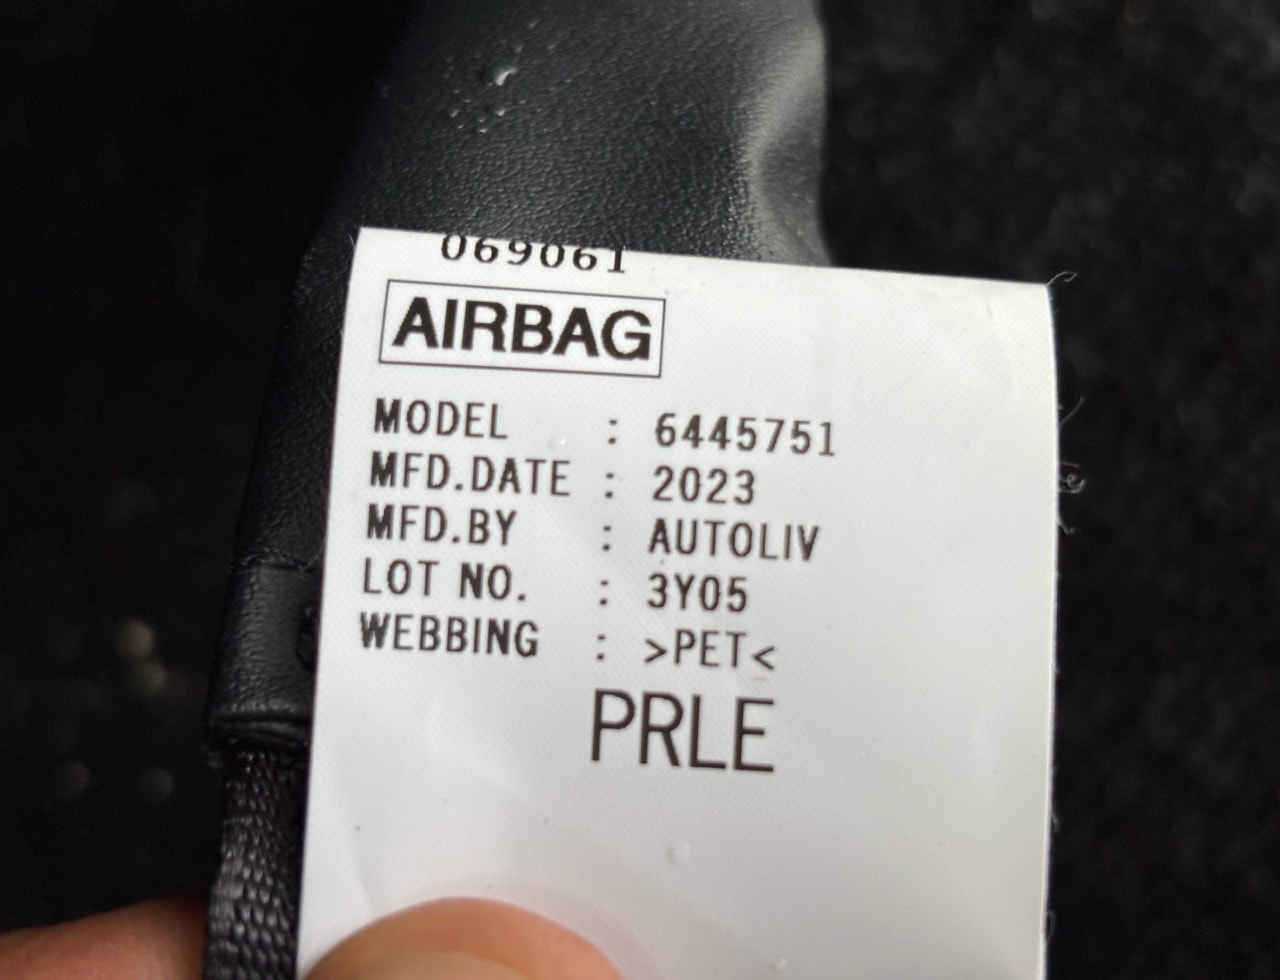 069061
AIRBAG
MODEL : 6445751
MFD.DATE : 2023
MFD.BY : AUTOLIV
LOT NO. : 3Y05
WEBBING : >PET<
PRLE